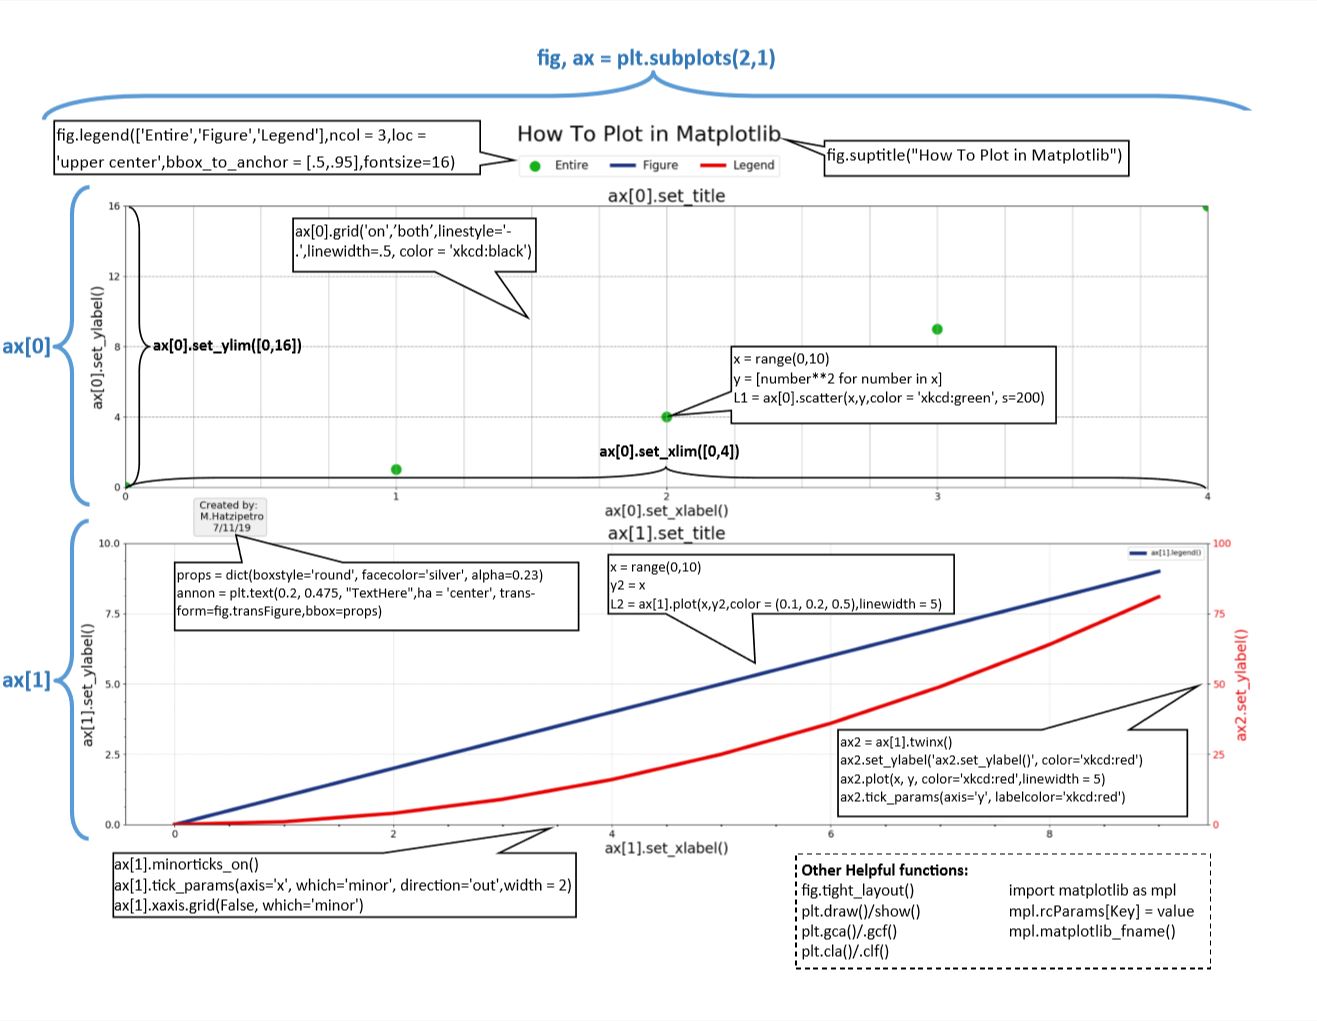 fig, ax = plt.subplots(2,1)
fig.legend(['Entire','Figure','Legend'],ncol = 3,loc =
'upper center',bbox_to_anchor = [.5,.95],fontsize=16)
How To Plot in Matplotlib
fig.suptitle("How To Plot in Matplotlib")
Entire Figure Legend
ax[0].set_title
ax[0]
ax[0].set_ylabel()
16
12
8
4
0
ax[0].grid('on','both',linestyle='-
.',linewidth=.5, color = 'xkcd:black')
ax[0].set_ylim([0,16])
x = range(0,10)
y = [number**2 for number in x]
L1 = ax[0].scatter(x,y,color = 'xkcd:green', s=200)
ax[0].set_xlim([0,4])
0 1 2 3 4
ax[0].set_xlabel()
Created by:
M.Hatzipetro
7/11/19
ax[1].set_title
ax[1]
ax[1].set_ylabel()
10.0
7.5
5.0
2.5
0.0
props = dict(boxstyle='round', facecolor='silver', alpha=0.23)
annon = plt.text(0.2, 0.475, "TextHere",ha = 'center', trans-
form=fig.transFigure,bbox=props)
x = range(0,10)
y2 = x
L2 = ax[1].plot(x,y2,color = (0.1, 0.2, 0.5),linewidth = 5)
ax[1].legend()
100
75
50
25
0
ax2.set_ylabel()
ax2 = ax[1].twinx()
ax2.set_ylabel('ax2.set_ylabel()', color='xkcd:red')
ax2.plot(x, y, color='xkcd:red',linewidth = 5)
ax2.tick_params(axis='y', labelcolor='xkcd:red')
0 2 4 6 8
ax[1].set_xlabel()
ax[1].minorticks_on()
ax[1].tick_params(axis='x', which='minor', direction='out',width = 2)
ax[1].xaxis.grid(False, which='minor')
Other Helpful functions:
fig.tight_layout()
plt.draw()/show()
plt.gca()/.gcf()
plt.cla()/.clf()
import matplotlib as mpl
mpl.rcParams[Key] = value
mpl.matplotlib_fname()